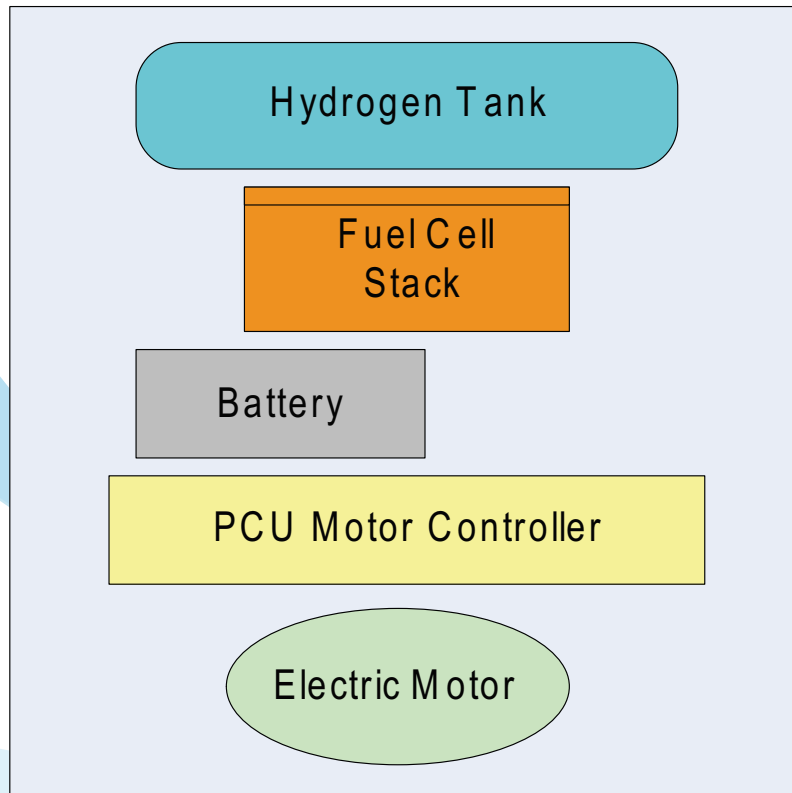 Hydrogen Tank
Fuel Cell
Stack
Battery
PCU Motor Controller
Electric Motor